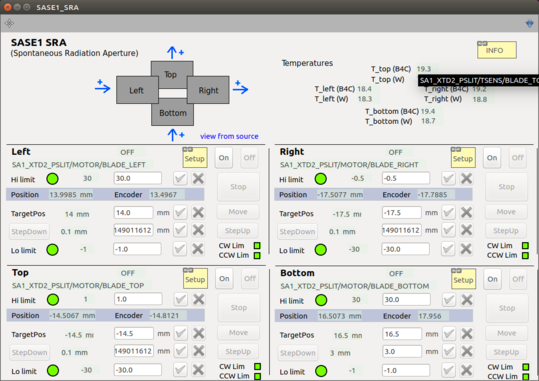 SASE1_SRA
SASE1 SRA
(Spontaneous Radiation Aperture)
INFO
Temperatures
T_top (B4C) 19.3
T_top (W)
SA1_XTD2_PSLIT/TSENS/BLADE_TO
T_left (B4C) 18.4
T_right (B4C) 19.2
T_left (W) 18.3
18.8
T_bottom (B4C) 19.4
T_bottom (W) 18.7
+
Top
+ Left
Right +
Bottom
+
view from source
Left OFF Setup On Off
SA1_XTD2_PSLIT/MOTOR/BLADE_LEFT
Hi limit 30 30.0 Stop
Position 13.9985 mm Encoder 13.4967
TargetPos 14 mm 14.0 mm Move
StepDown 0.1 mm 149011612 mm StepUp
Lo limit -1 -1.0 CW Lim
CCW Lim
Right OFF Setup On Off
SA1_XTD2_PSLIT/MOTOR/BLADE_RIGHT
Hi limit -0.5 -0.5 Stop
Position -17.5077 mm Encoder -17.7885
TargetPos -17.5 mm -17.5 mm Move
StepDown 0.1 mm 149011612 mm StepUp
Lo limit -30 -30.0 CW Lim
CCW Lim
Top OFF Setup On Off
SA1_XTD2_PSLIT/MOTOR/BLADE_TOP
Hi limit 1 1.0 Stop
Position -14.5067 mm Encoder -14.8121
TargetPos -14.5 mm -14.5 mm Move
StepDown 0.1 mm 149011612 mm StepUp
Lo limit -30 -30.0 CW Lim
CCW Lim
Bottom OFF Setup On Off
SA1_XTD2_PSLIT/MOTOR/BLADE_BOTTOM
Hi limit 30 30.0 Stop
Position 16.5073 mm Encoder 17.956
TargetPos 16.5 mm 16.5 mm Move
StepDown 3 mm 3.0 mm StepUp
Lo limit -1 -1.0 CW Lim
CCW Lim